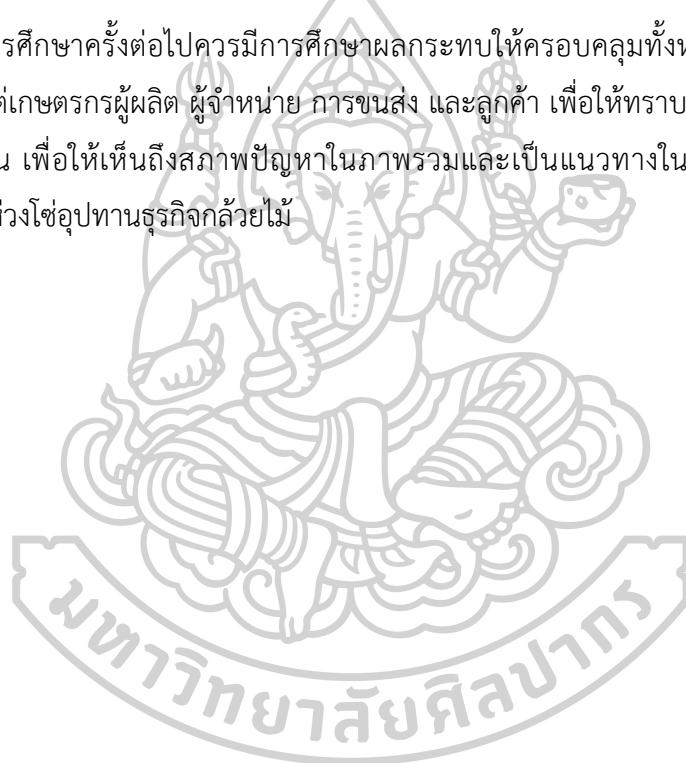 รศึกษาครั้งต่อไปควรมีการศึกษาผลกระทบให้ครอบคลุมทั้งห
ต่เกษตรกรผู้ผลิต ผู้จำหน่าย การขนส่ง และลูกค้า เพื่อให้ทราบ
น เพื่อให้เห็นถึงสภาพปัญหาในภาพรวมและเป็นแนวทางใน
ห่วงโซ่อุปทานธุรกิจกล้วยไม้
มหาวิทยาลัยศิลปากร